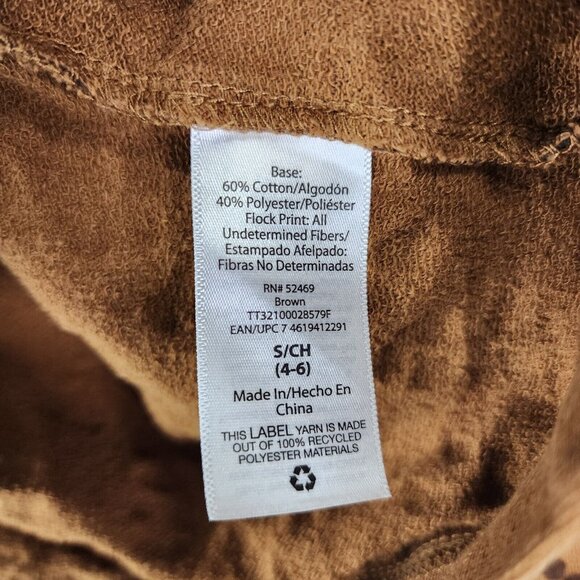 Base:
60% Cotton/Algodón
40% Polyester/Poliéster
Flock Print: All
Undetermined Fibers/
Estampado Afelpado:
Fibras No Determinadas
RN# 52469
Brown
TT32100028579F
EAN/UPC 7 4619412291
S/CH
(4-6)
Made In/Hecho En
China
THIS LABEL YARN IS MADE
OUT OF 100% RECYCLED
POLYESTER MATERIALS